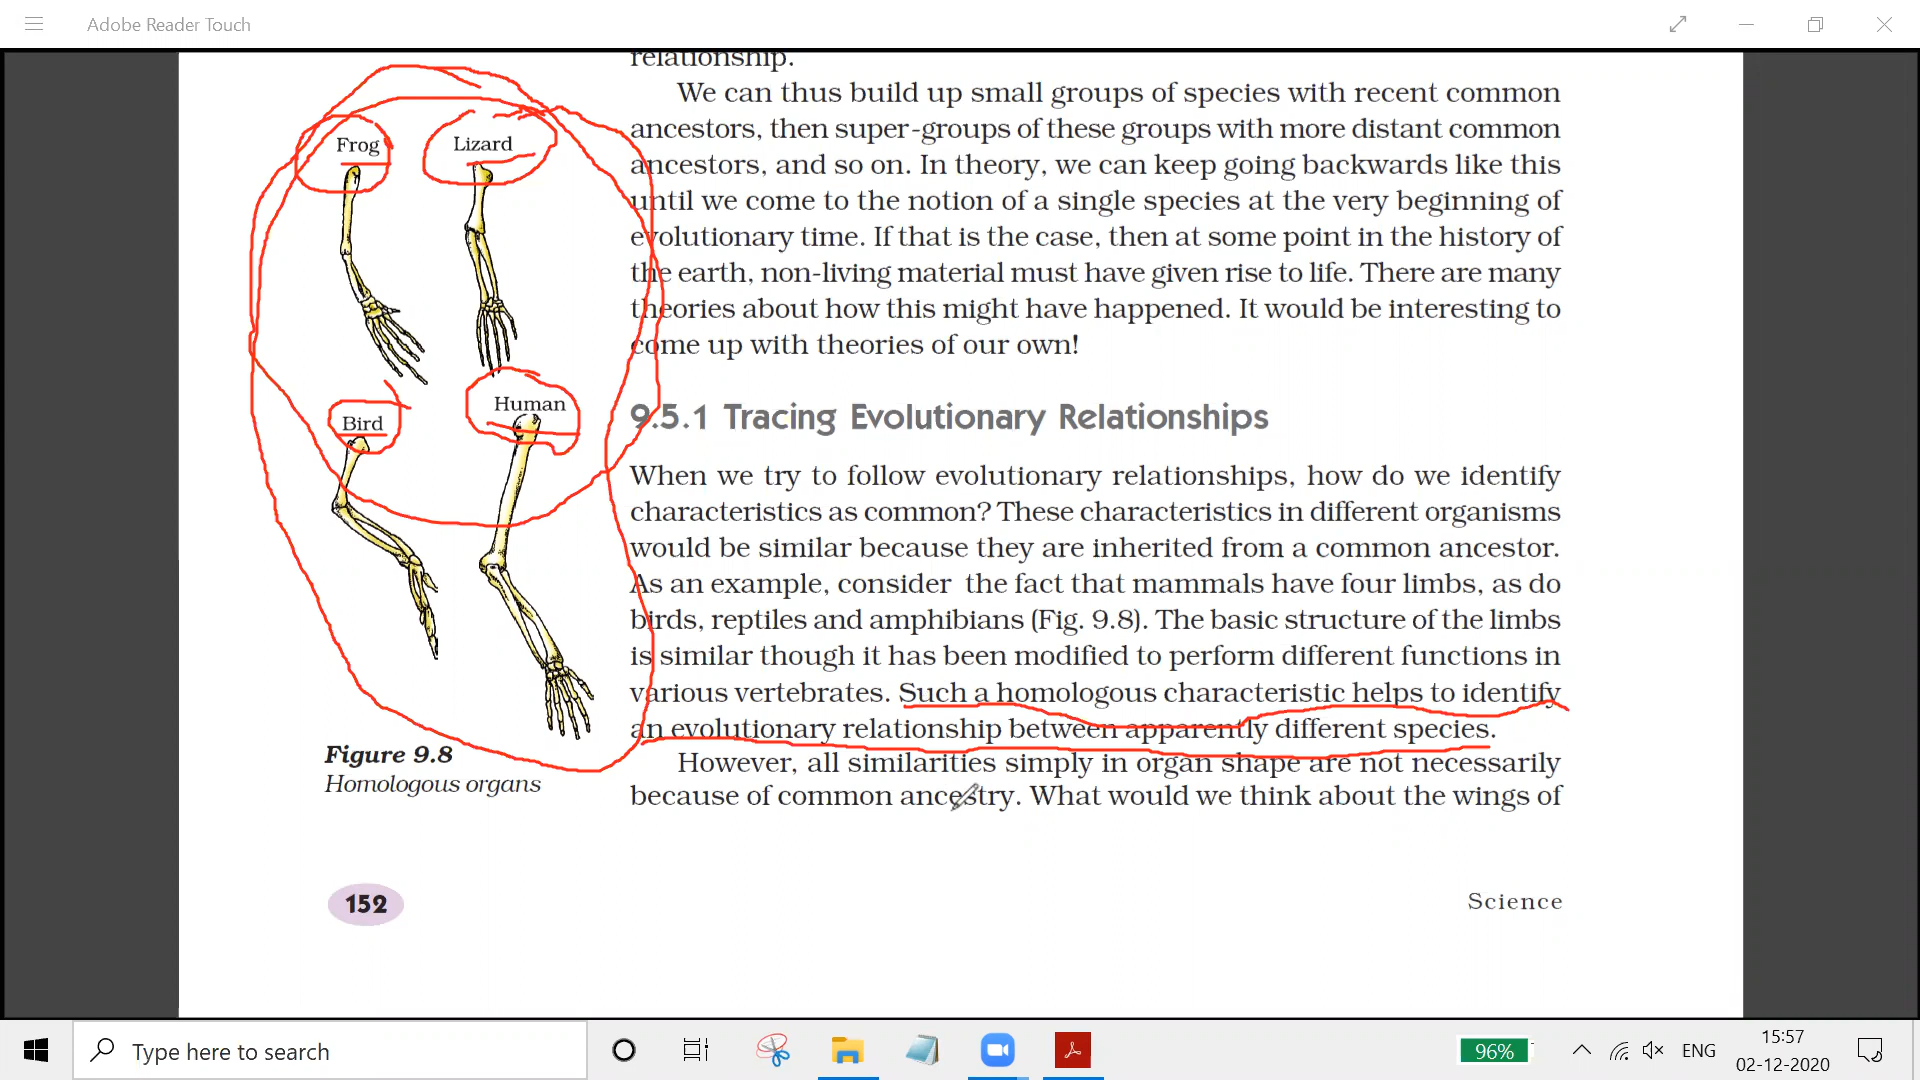 Adobe Reader Touch
relationship.
We can thus build up small groups of species with recent common
ancestors, then super-groups of these groups with more distant common
ancestors, and so on. In theory, we can keep going backwards like this
until we come to the notion of a single species at the very beginning of
evolutionary time. If that is the case, then at some point in the history of
the earth, non-living material must have given rise to life. There are many
theories about how this might have happened. It would be interesting to
come up with theories of our own!
Frog
Lizard
Bird
Human
Figure 9.8
Homologous organs
9.5.1 Tracing Evolutionary Relationships
When we try to follow evolutionary relationships, how do we identify
characteristics as common? These characteristics in different organisms
would be similar because they are inherited from a common ancestor.
As an example, consider the fact that mammals have four limbs, as do
birds, reptiles and amphibians (Fig. 9.8). The basic structure of the limbs
is similar though it has been modified to perform different functions in
various vertebrates. Such a homologous characteristic helps to identify
an evolutionary relationship between apparently different species.
However, all similarities simply in organ shape are not necessarily
because of common ancestry. What would we think about the wings of
152
Science
Type here to search
96%
ENG
15:57
02-12-2020